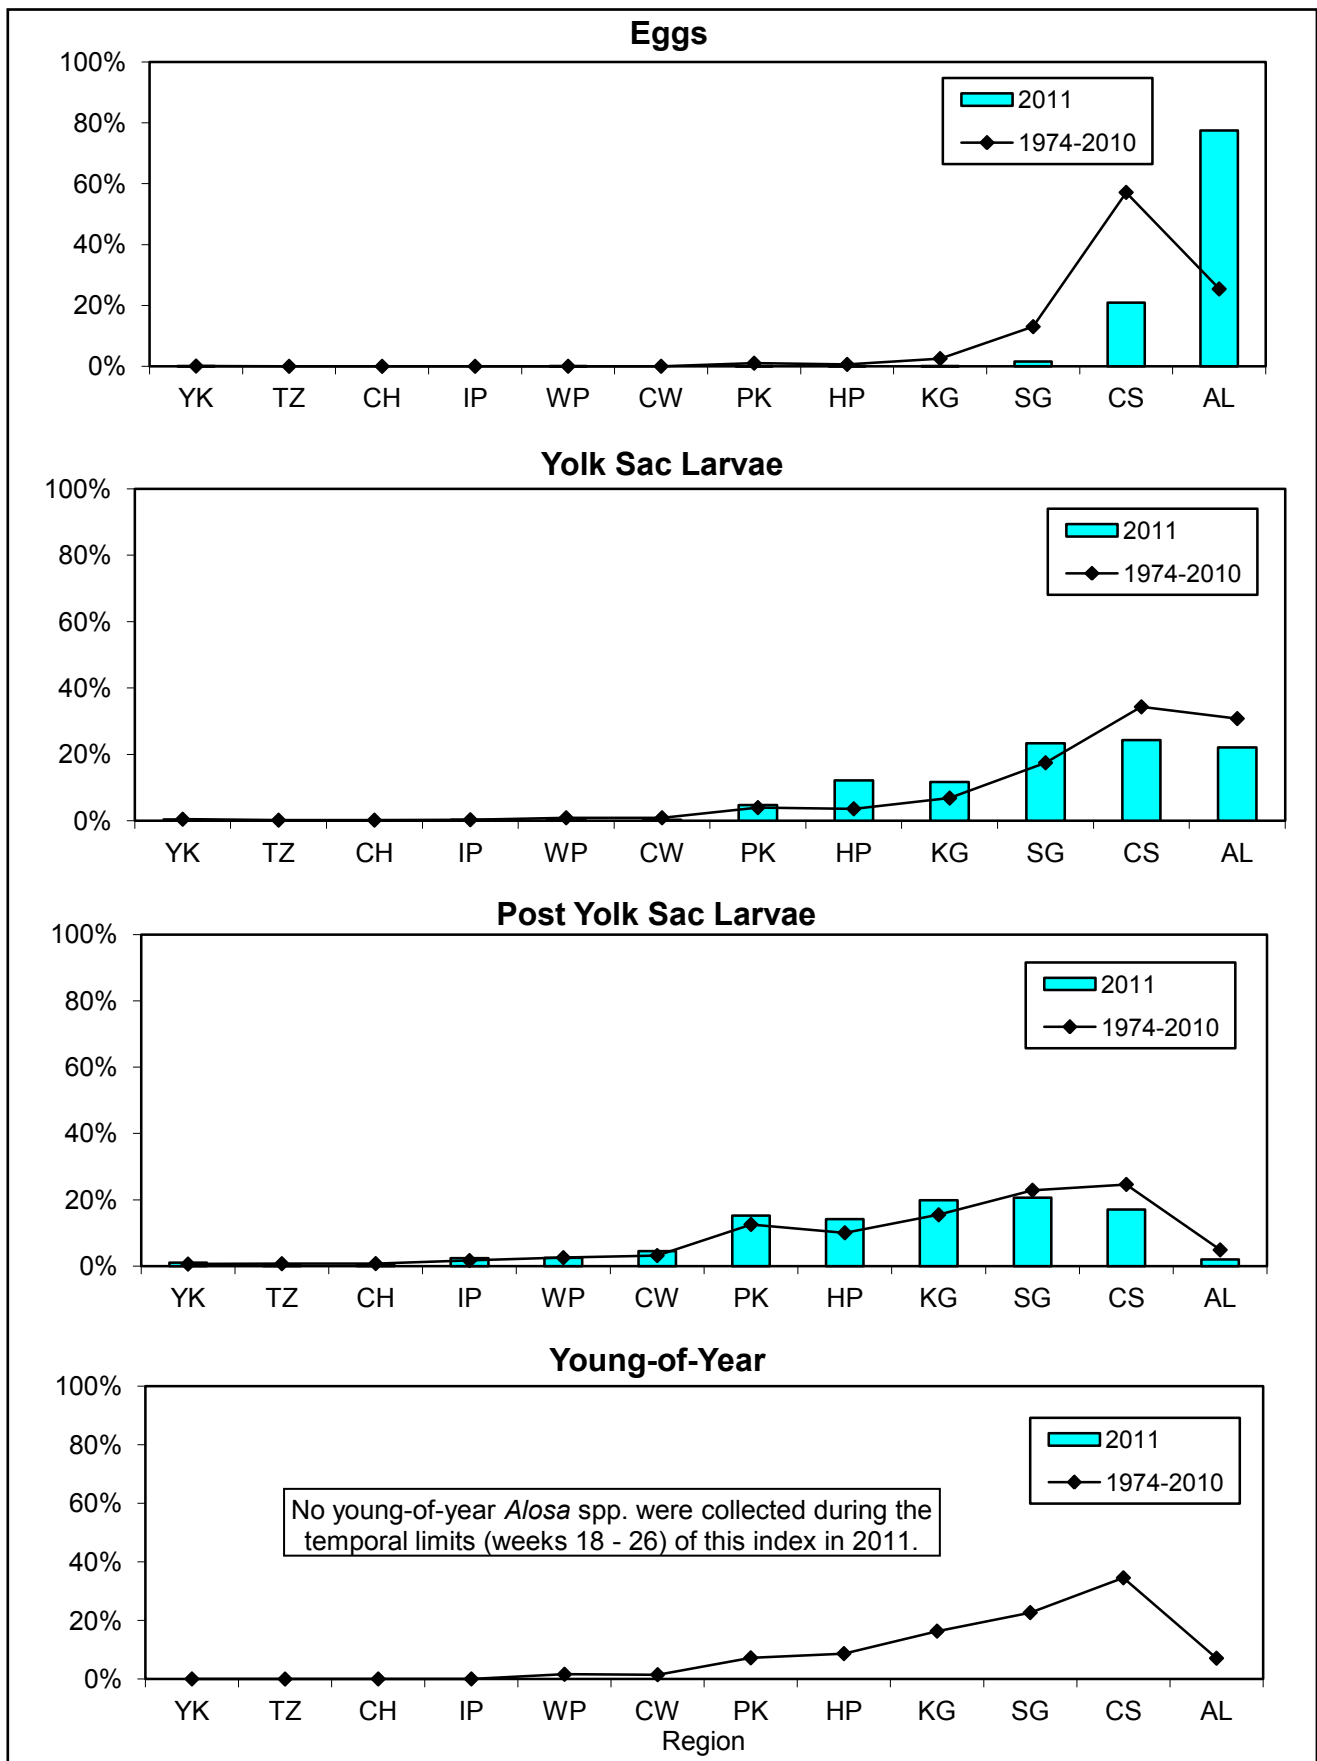 Eggs
100%
80%
60%
40%
20%
0%
2011
1974-2010
YK TZ CH IP WP CW PK HP KG SG CS AL
Yolk Sac Larvae
100%
80%
60%
40%
20%
0%
2011
1974-2010
YK TZ CH IP WP CW PK HP KG SG CS AL
Post Yolk Sac Larvae
100%
80%
60%
40%
20%
0%
2011
1974-2010
YK TZ CH IP WP CW PK HP KG SG CS AL
Young-of-Year
100%
80%
60%
40%
20%
0%
2011
1974-2010
No young-of-year Alosa spp. were collected during the
temporal limits (weeks 18 - 26) of this index in 2011.
YK TZ CH IP WP CW PK HP KG SG CS AL
Region